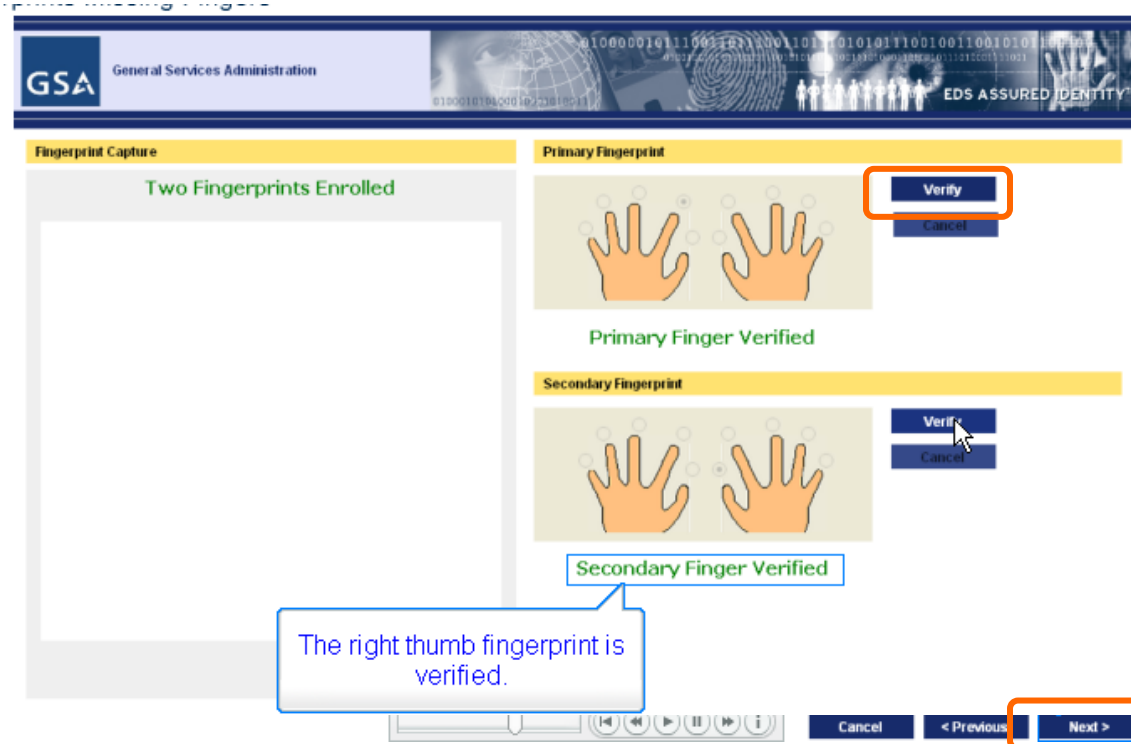 GSA
General Services Administration
EDS ASSURED IDENTITY
Fingerprint Capture
Two Fingerprints Enrolled
Primary Fingerprint
Verify
Cancel
Primary Finger Verified
Secondary Fingerprint
Verify
Cancel
Secondary Finger Verified
The right thumb fingerprint is
verified.
Cancel
< Previous
Next >